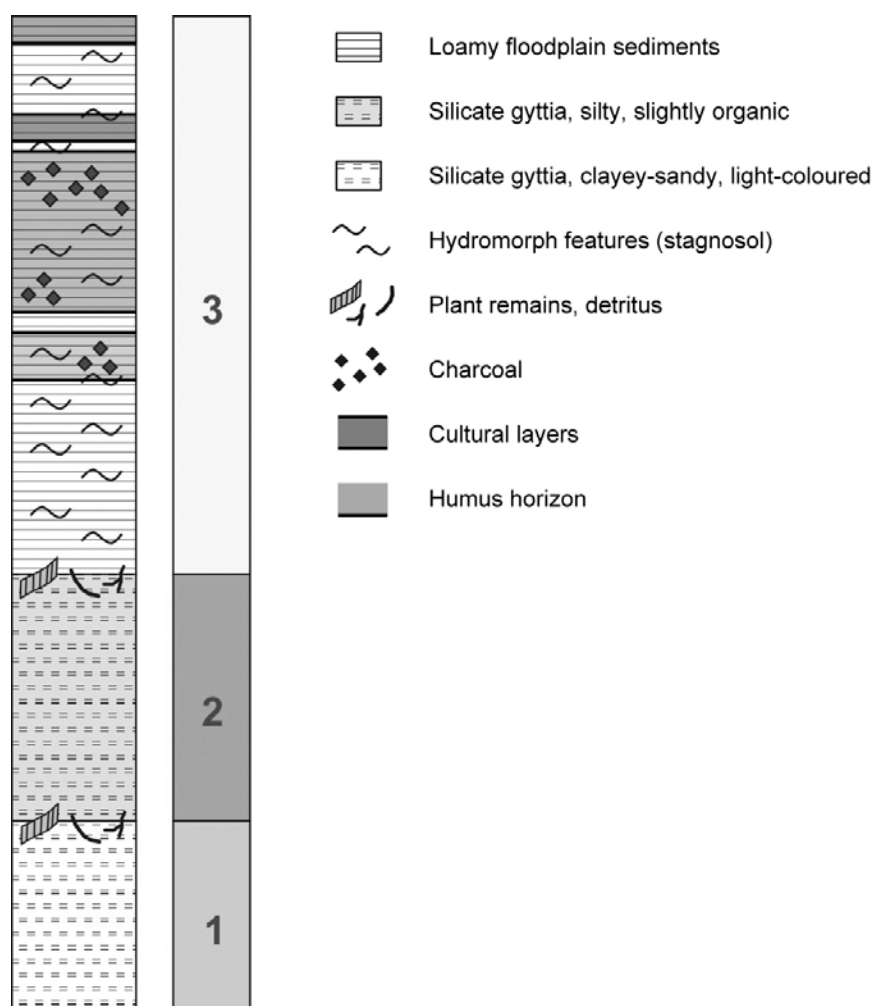 3
2
1
Loamy floodplain sediments
Silicate gyttia, silty, slightly organic
Silicate gyttia, clayey-sandy, light-coloured
Hydromorph features (stagnosol)
Plant remains, detritus
Charcoal
Cultural layers
Humus horizon